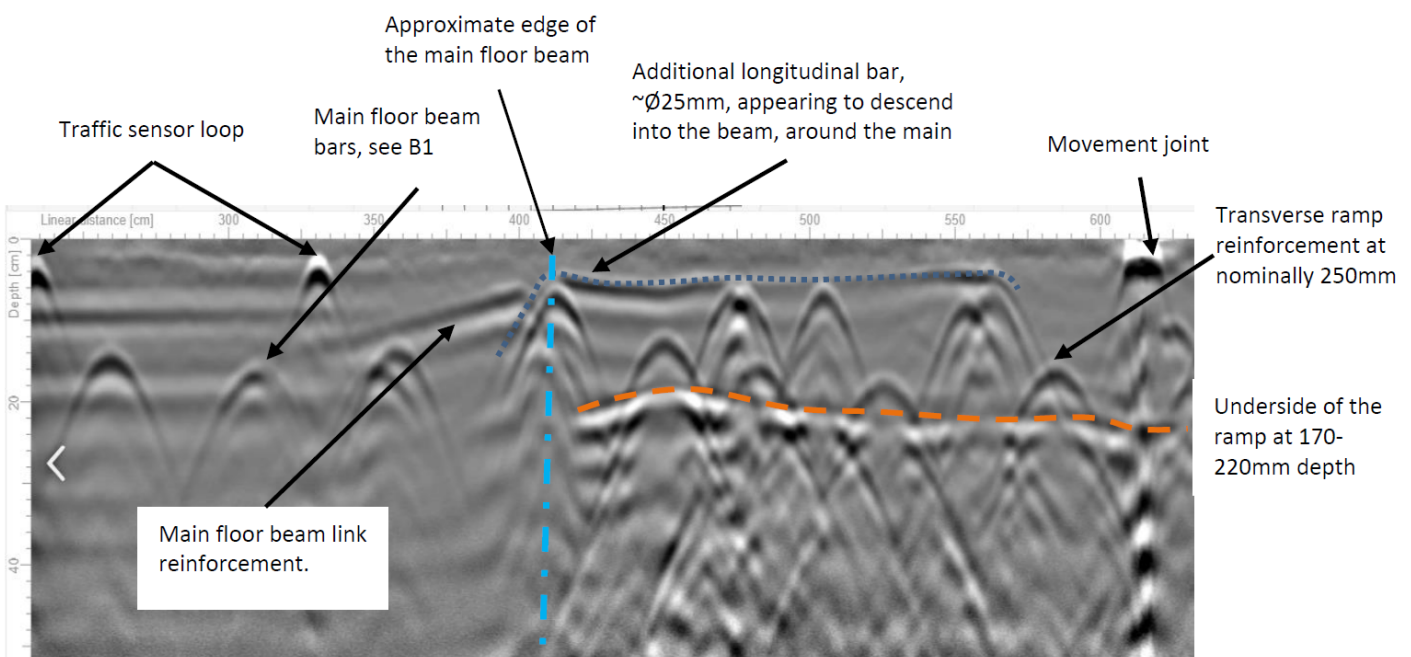 Approximate edge of
the main floor beam
Additional longitudinal bar,
~Ø25mm, appearing to descend
into the beam, around the main
Main floor beam
bars, see B1
Traffic sensor loop
Movement joint
Transverse ramp
reinforcement at
nominally 250mm
Linear distance [cm] 300 350 400 450 500 550 600
Depth [cm] 0
20
40
Underside of the
ramp at 170-
220mm depth
Main floor beam link
reinforcement.